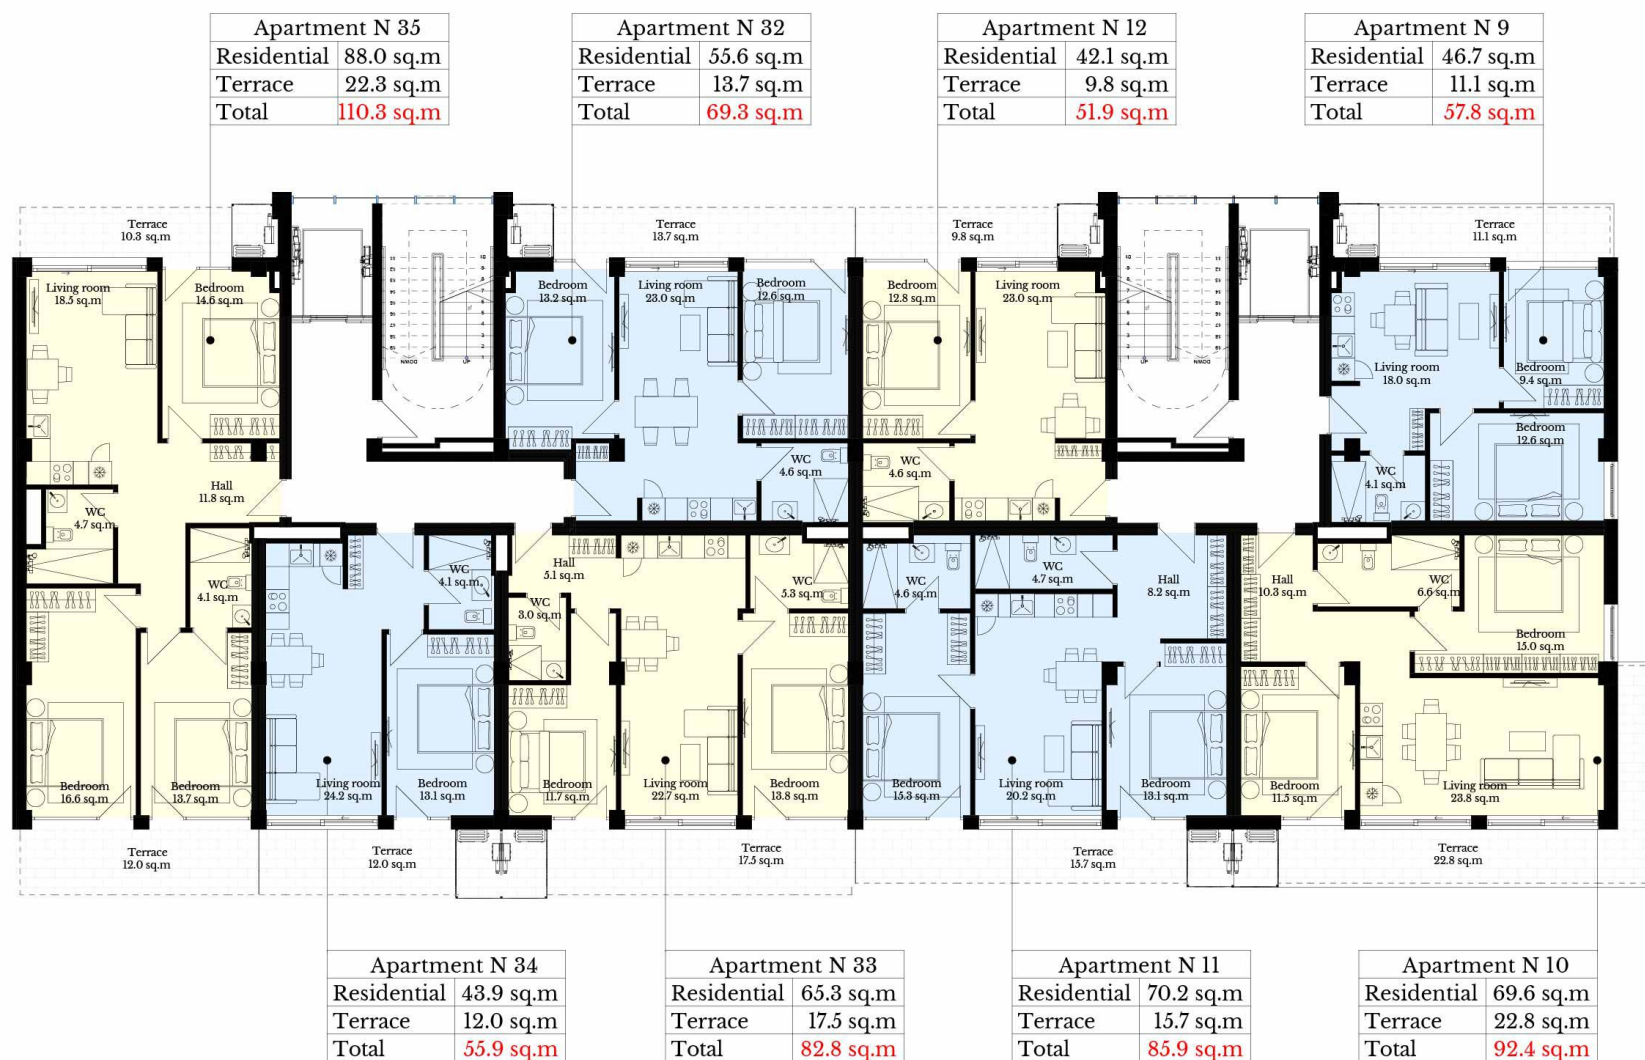 Apartment N 35
Residential 88.0 sq.m
Terrace 22.3 sq.m
Total 110.3 sq.m
Apartment N 32
Residential 55.6 sq.m
Terrace 13.7 sq.m
Total 69.3 sq.m
Apartment N 12
Residential 42.1 sq.m
Terrace 9.8 sq.m
Total 51.9 sq.m
Apartment N 9
Residential 46.7 sq.m
Terrace 11.1 sq.m
Total 57.8 sq.m
Terrace
10.3 sq.m
Terrace
13.7 sq.m
Terrace
9.8 sq.m
Terrace
11.1 sq.m
Living room
18.5 sq.m
Bedroom
14.6 sq.m
Bedroom
13.2 sq.m
Living room
23.0 sq.m
Bedroom
12.6 sq.m
Bedroom
12.8 sq.m
Living room
23.0 sq.m
Living room
18.0 sq.m
Bedroom
9.4 sq.m
DOWN
UP
DOWN
UP
Bedroom
12.6 sq.m
WC
4.6 sq.m
WC
4.6 sq.m
WC
4.1 sq.m
Hall
11.8 sq.m
WC
4.7 sq.m
WC
4.1 sq.m
WC
4.1 sq.m
Hall
5.1 sq.m
WC
3.0 sq.m
WC
5.3 sq.m
WC
4.6 sq.m
WC
4.7 sq.m
Hall
8.2 sq.m
Hall
10.3 sq.m
WC
6.6 sq.m
Bedroom
15.0 sq.m
Bedroom
16.6 sq.m
Bedroom
13.7 sq.m
Living room
24.2 sq.m
Bedroom
13.1 sq.m
Bedroom
11.7 sq.m
Living room
22.7 sq.m
Bedroom
13.8 sq.m
Bedroom
15.3 sq.m
Living room
20.2 sq.m
Bedroom
13.1 sq.m
Bedroom
11.5 sq.m
Living room
23.8 sq.m
Terrace
12.0 sq.m
Terrace
12.0 sq.m
Terrace
17.5 sq.m
Terrace
15.7 sq.m
Terrace
22.8 sq.m
Apartment N 34
Residential 43.9 sq.m
Terrace 12.0 sq.m
Total 55.9 sq.m
Apartment N 33
Residential 65.3 sq.m
Terrace 17.5 sq.m
Total 82.8 sq.m
Apartment N 11
Residential 70.2 sq.m
Terrace 15.7 sq.m
Total 85.9 sq.m
Apartment N 10
Residential 69.6 sq.m
Terrace 22.8 sq.m
Total 92.4 sq.m